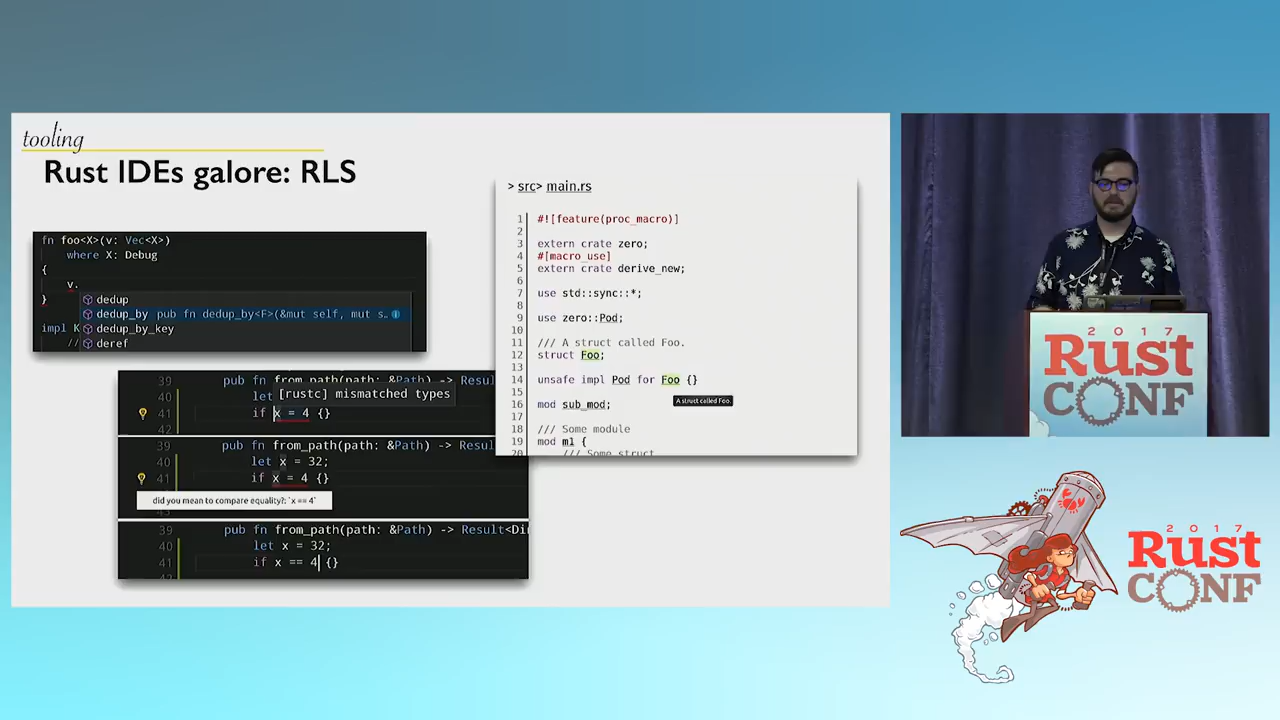 tooling
Rust IDEs galore: RLS
fn foo<X>(v: Vec<X>)
where X: Debug
{
v.
}
dedup
dedup_by pub fn dedup_by<F>(&mut self, mut s…
dedup_by_key
deref
impl K
//
39 pub fn from_path(path: &Path) -> Resul
40 let
[rustc] mismatched types
41 if x = 4 {}
42
39 pub fn from_path(path: &Path) -> Resul
40 let x = 32;
41 if x = 4 {}
did you mean to compare equality?: `x == 4`
39 pub fn from_path(path: &Path) -> Result<Di
40 let x = 32;
41 if x == 4 {}
> src> main.rs
1 #![feature(proc_macro)]
2
3 extern crate zero;
4 #[macro_use]
5 extern crate derive_new;
6
7 use std::sync::*;
8
9 use zero::Pod;
10
11 /// A struct called Foo.
12 struct Foo;
13
14 unsafe impl Pod for Foo {}
15
A struct called Foo.
16 mod sub_mod;
17
18 /// Some module
19 mod m1 {
20 /// Some struct
2017
Rust
CONF
2017
Rust
CONF